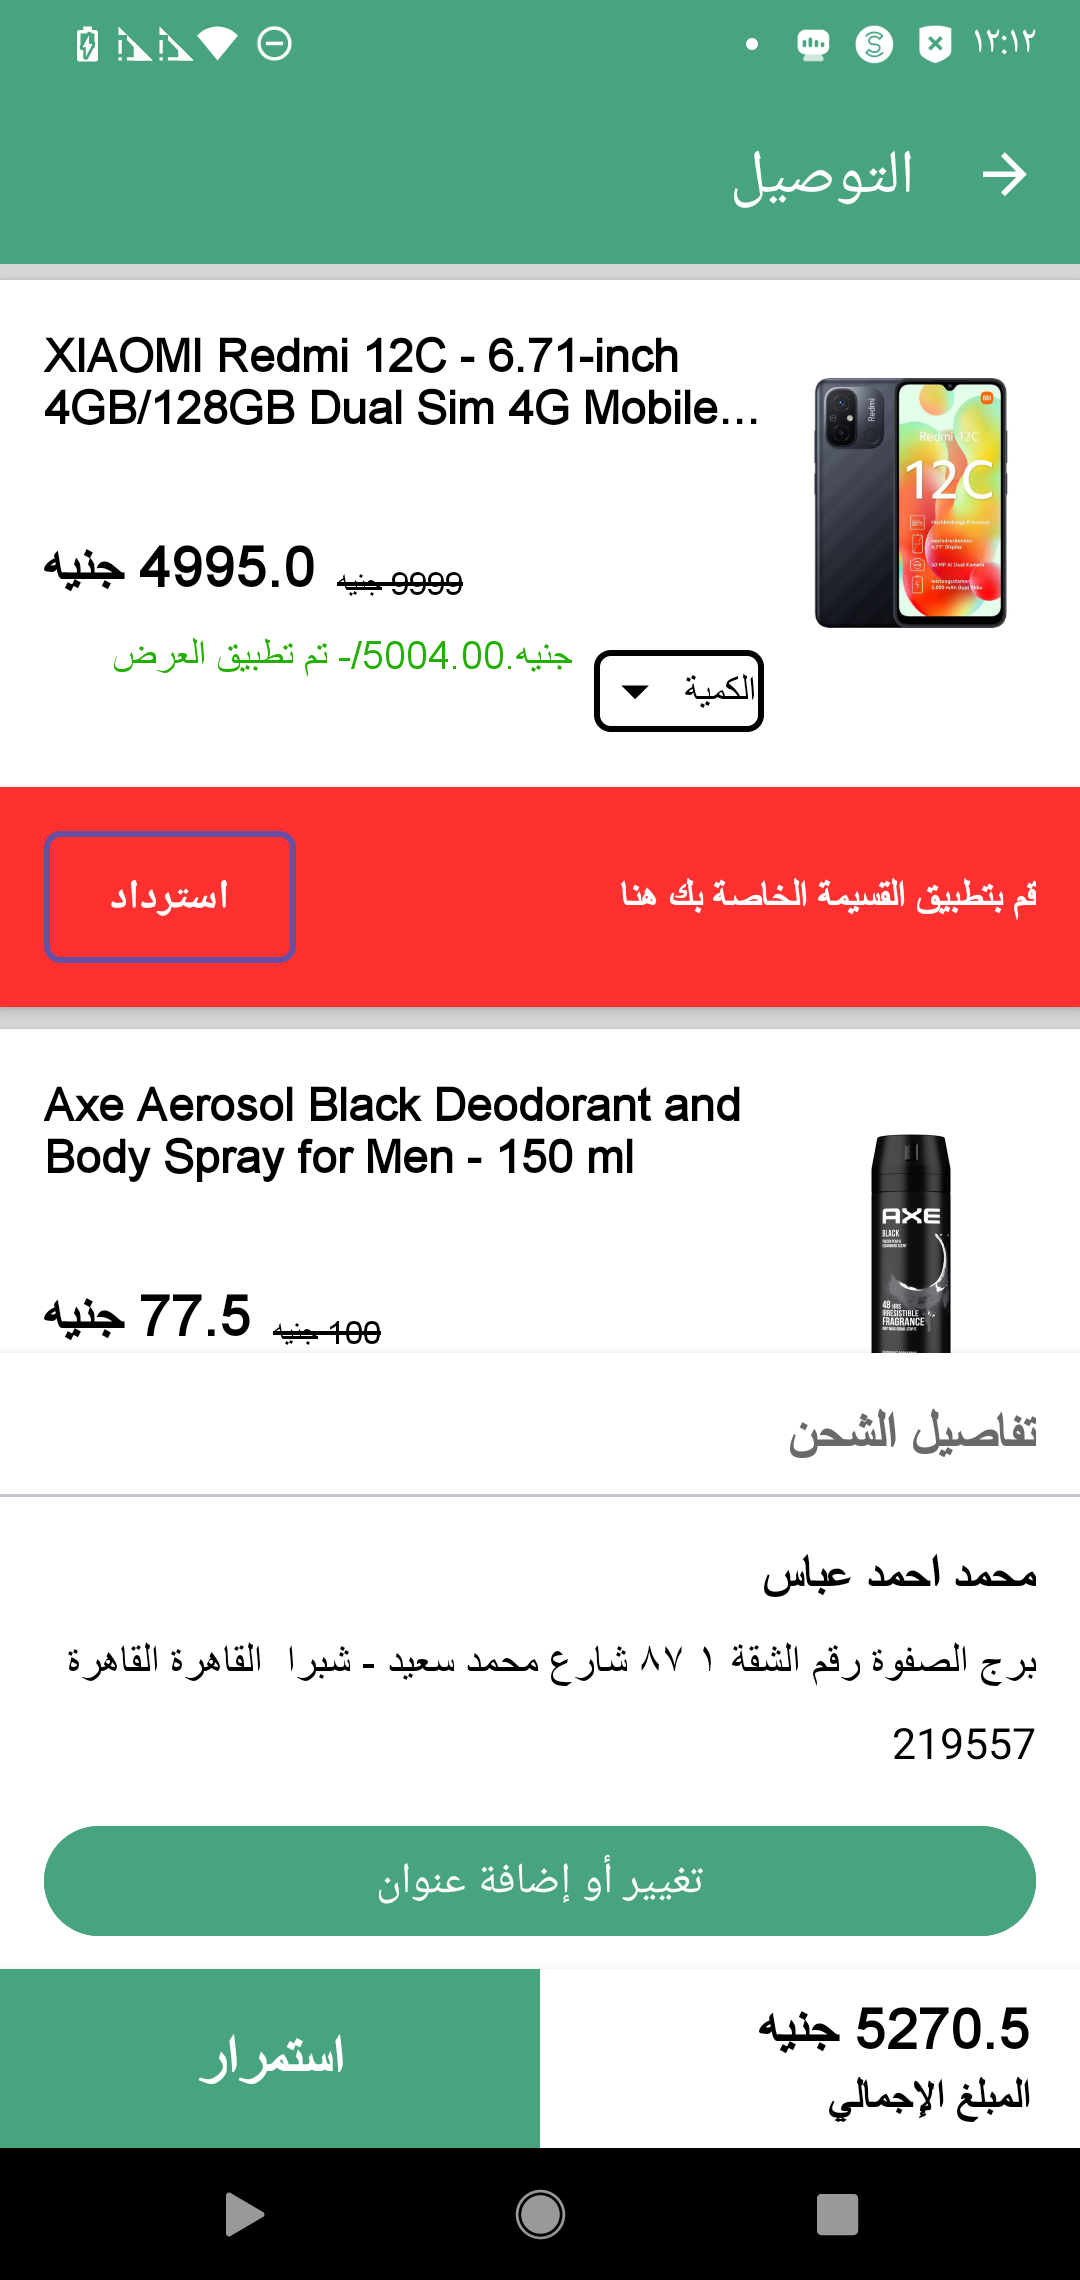 ١٢:١٢
التوصيل
XIAOMI Redmi 12C - 6.71-inch
4GB/128GB Dual Sim 4G Mobile...
Redmi
Redmi 12C
12C
4995.0 جنيه
9999 جنيه
جنيه.5004.00/- تم تطبيق العرض
الكمية
قم بتطبيق القسيمة الخاصة بك هنا
استرداد
Axe Aerosol Black Deodorant and
Body Spray for Men - 150 ml
AXE
BLACK
48 HRS
IRRESISTIBLE
FRAGRANCE
77.5 جنيه
100 جنيه
تفاصيل الشحن
محمد احمد عباس
برج الصفوة رقم الشقة ١ ٨٧ شارع محمد سعيد - شبرا القاهرة القاهرة
219557
تغيير أو إضافة عنوان
5270.5 جنيه
المبلغ الإجمالي
استمرار